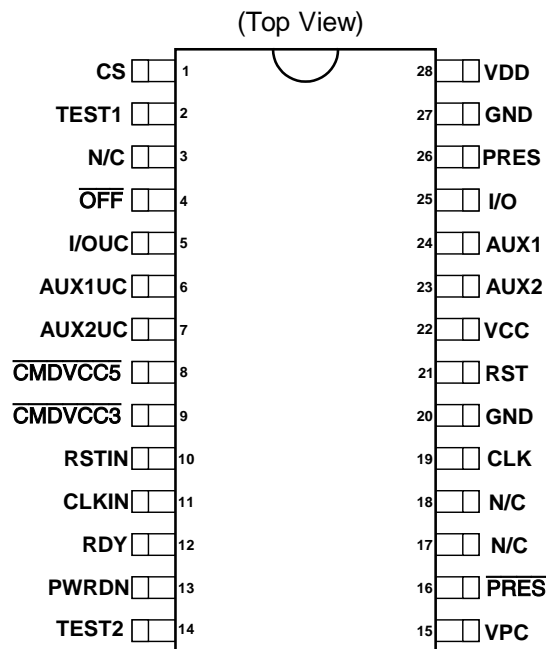 (Top View)
CS 1 28 VDD
TEST1 2 27 GND
N/C 3 26 PRES
OFF 4 25 I/O
I/OUC 5 24 AUX1
AUX1UC 6 23 AUX2
AUX2UC 7 22 VCC
CMDVCC5 8 21 RST
CMDVCC3 9 20 GND
RSTIN 10 19 CLK
CLKIN 11 18 N/C
RDY 12 17 N/C
PWRDN 13 16 PRES
TEST2 14 15 VPC